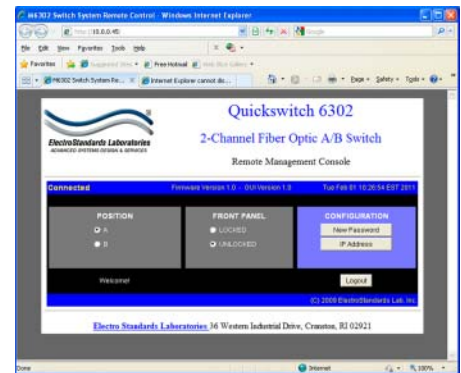 M6302 Switch System Remote Control - Windows Internet Explorer
10.0.0.45/
Google
File Edit View Favorites Tools Help
Favorites Suggested Sites Free Hotmail
M6302 Switch System Re... Internet Explorer cannot dis... Page Safety Tools
Quickswitch 6302
2-Channel Fiber Optic A/B Switch
Remote Management Console
ElectroStandards Laboratories
ADVANCED SYSTEMS DESIGN & SERVICES
Connected Firmware Version 1.0 - GUI Version 1.0 Tue Feb 01 10:26:54 EST 2011
POSITION
A
B
FRONT PANEL
LOCKED
UNLOCKED
CONFIGURATION
New Password
IP Address
Welcome! Logout
(C) 2009 ElectroStandards Lab. Inc.
Electro Standards Laboratories 36 Western Industrial Drive, Cranston, RI 02921
Done Internet 100%